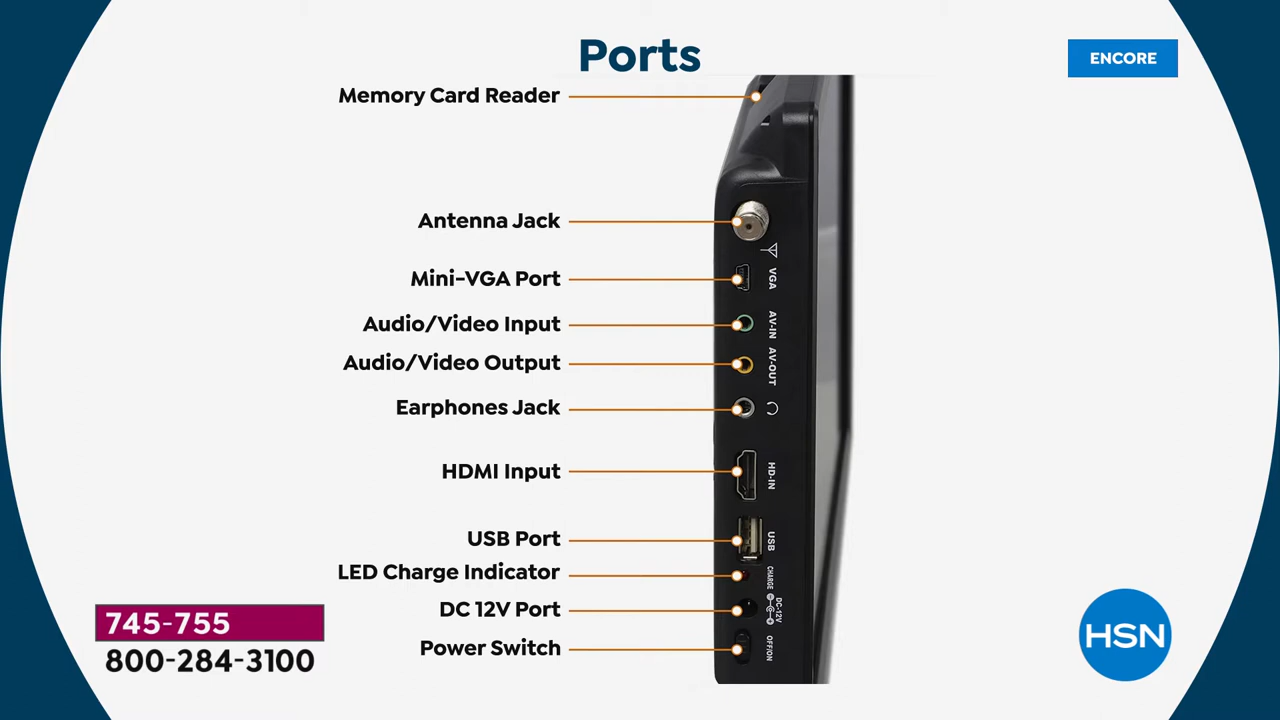 Ports
ENCORE
Memory Card Reader
Antenna Jack
Mini-VGA Port
VGA
Audio/Video Input
AV-IN
Audio/Video Output
AV-OUT
Earphones Jack
HDMI Input
HD-IN
USB Port
USB
LED Charge Indicator
CHARGE
DC 12V Port
DC-12V
Power Switch
OFF/ON
745-755
800-284-3100
HSN